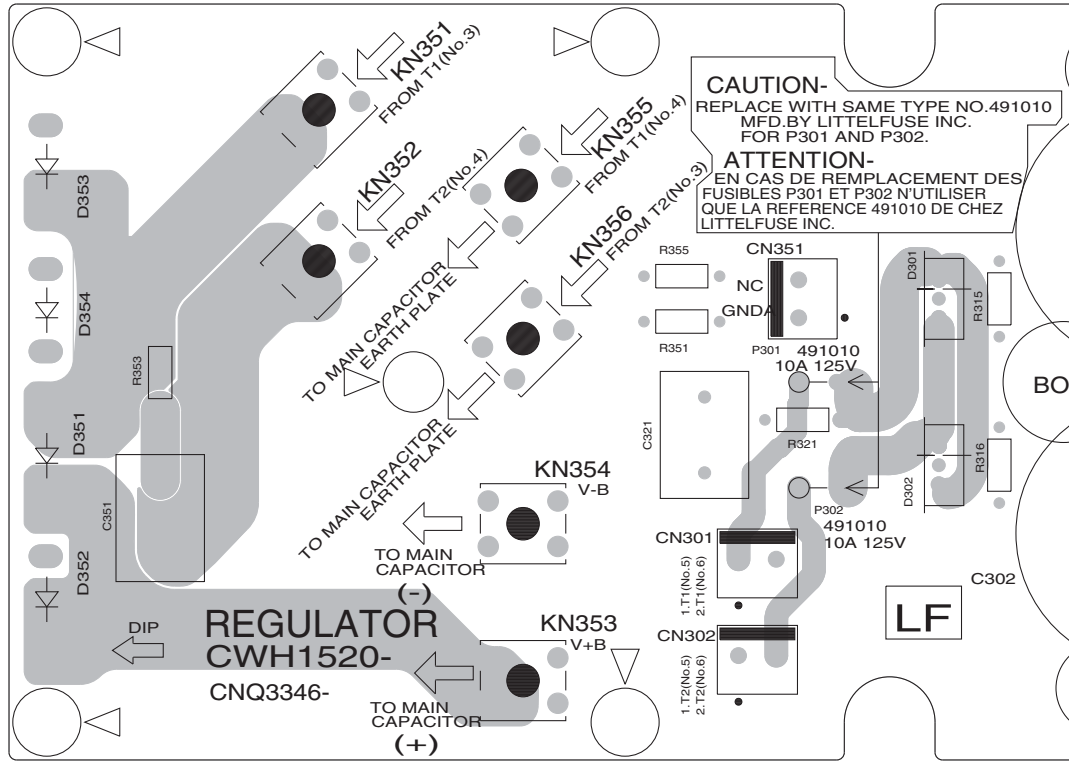 KN351
FROM T1(No.3)
KN352
FROM T2(No.4)
KN355
FROM T1(No.4)
KN356
FROM T2(No.3)
TO MAIN CAPACITOR
EARTH PLATE
TO MAIN CAPACITOR
EARTH PLATE
CAUTION-
REPLACE WITH SAME TYPE NO.491010
MFD.BY LITTELFUSE INC.
FOR P301 AND P302.
ATTENTION-
EN CAS DE REMPLACEMENT DES
FUSIBLES P301 ET P302 N'UTILISER
QUE LA REFERENCE 491010 DE CHEZ
LITTELFUSE INC.
D353
D354
D351
D352
R353
C351
R355
R351
CN351
NC
GNDA
P301
491010
10A 125V
D301
R315
BO
C321
R321
D302
R316
P302
491010
10A 125V
KN354
V-B
TO MAIN
CAPACITOR
(-)
CN301
1.T1(No.5)
2.T1(No.6)
CN302
1.T2(No.5)
2.T2(No.6)
C302
LF
DIP
REGULATOR
CWH1520-
CNQ3346-
KN353
V+B
TO MAIN
CAPACITOR
(+)